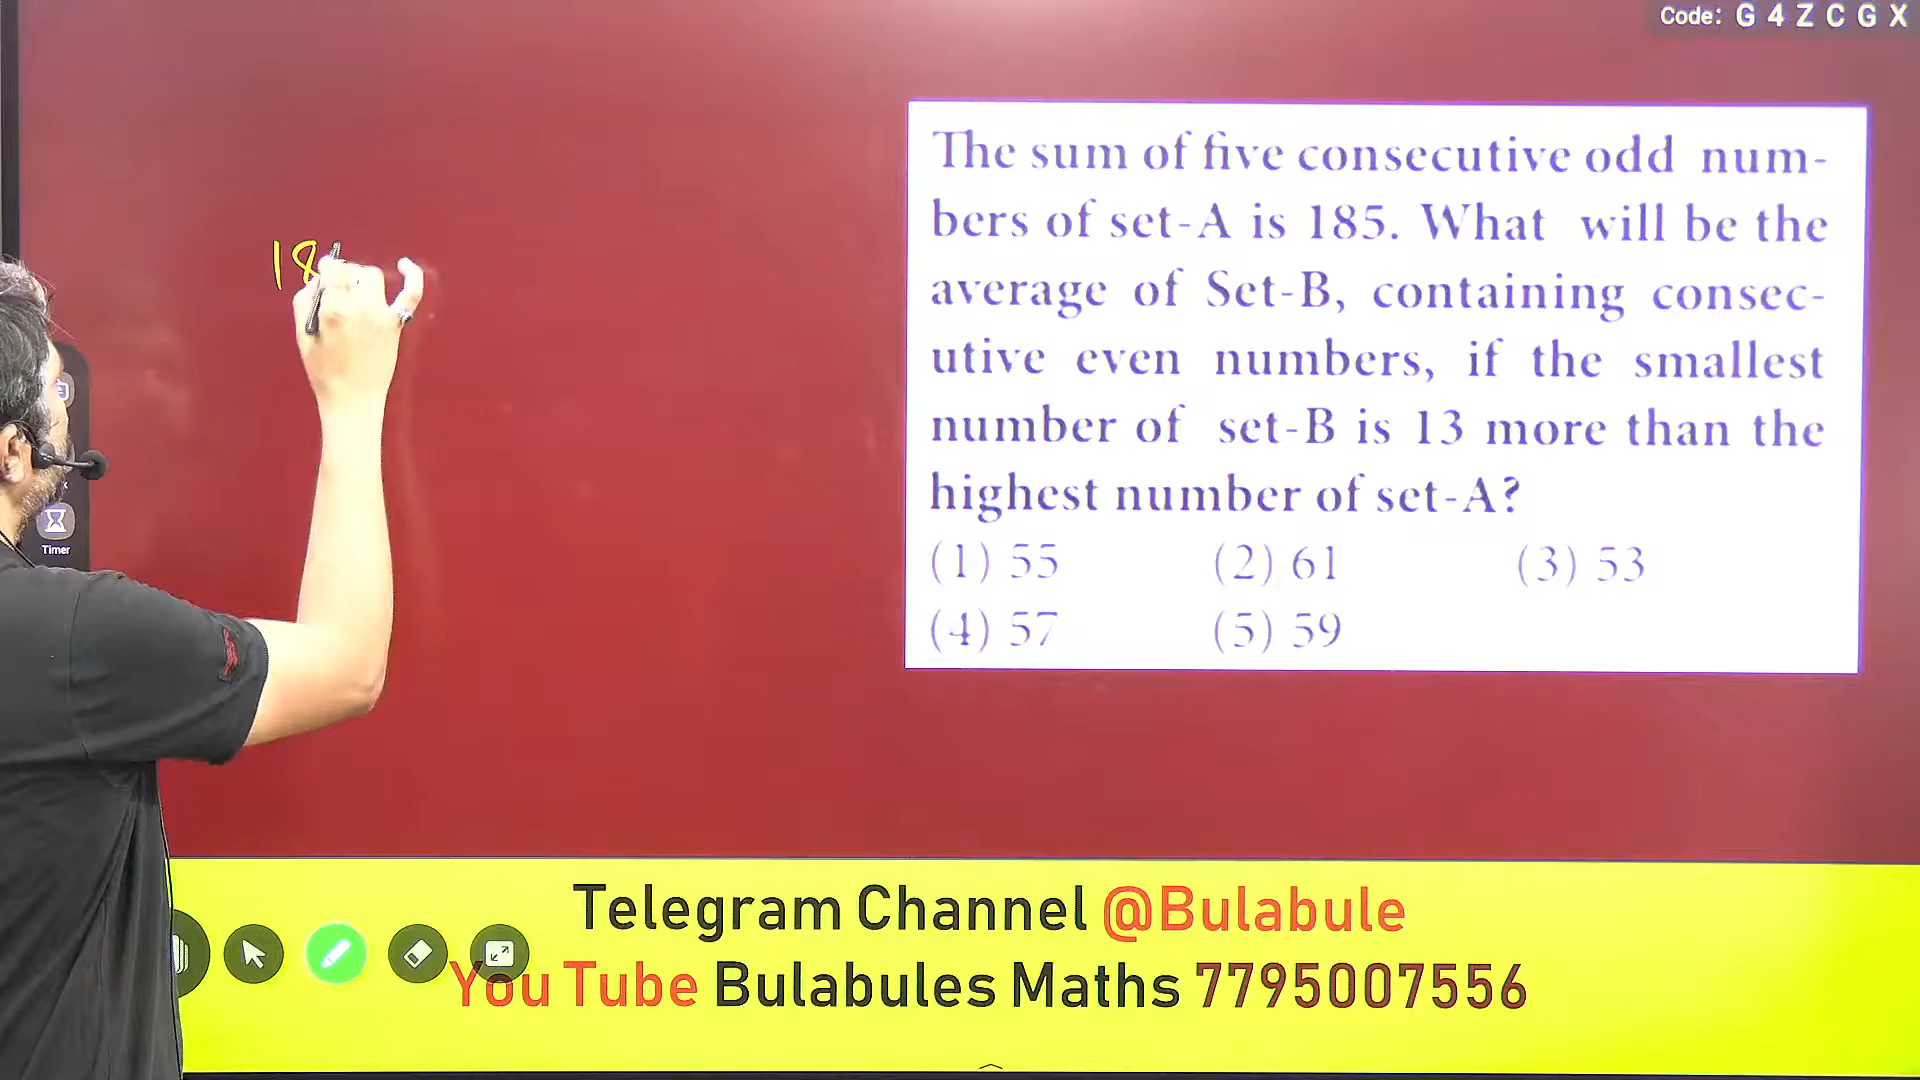 Code: G 4 Z C G X
The sum of five consecutive odd num-
bers of set-A is 185. What will be the
average of Set-B, containing consec-
utive even numbers, if the smallest
number of set-B is 13 more than the
highest number of set-A?
(1) 55 (2) 61 (3) 53
(4) 57 (5) 59
18
Timer
Telegram Channel @Bulabule
You Tube Bulabules Maths 7795007556